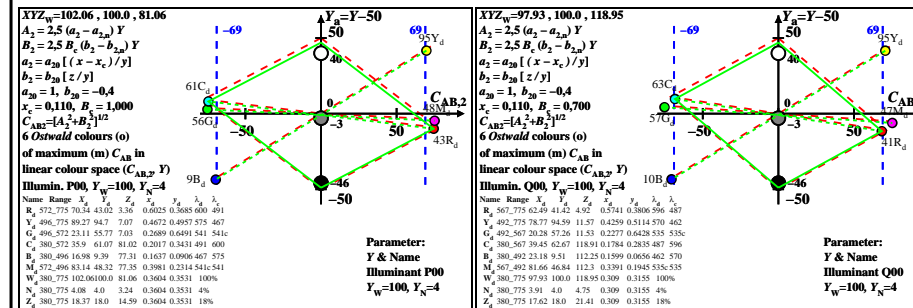 XYZW=102.06, 100.0, 81.06
A2 = 2,5 (a2 − a2,n) Y
B2 = 2,5 Bc (b2 − b2,n) Y
a2 = a20 [( x − xc )/y]
b2 = b20 [z/y]
a20 = 1, b20 = −0,4
xc = 0,110, Bc = 1,000
CAB2=[A2²+B2²]1/2
6 Ostwald colours (o)
of maximum (m) CAB in
linear colour space (CAB,2, Y)
Illumin. P00, YW=100, YN=4
Name Range Xd Yd Zd xd yd λd λc
Rd 572_775 70.34 43.02 3.36 0.6025 0.3685 600 491
Yd 496_775 89.27 94.7 7.07 0.4672 0.4957 575 467
Gd 496_522 23.11 55.77 7.03 0.2689 0.6491 541 541c
Cd 380_572 35.9 61.07 81.02 0.2017 0.3431 491 600
Bd 380_496 16.98 9.39 77.31 0.1637 0.0906 467 575
Md 572_496 83.14 48.32 77.35 0.3981 0.2314 541c541
Wd 380_775 102.06100.0 81.06 0.3604 0.3531 100%
Nd 380_775 4.08 4.0 3.24 0.3604 0.3531 4%
Zd 380_775 18.37 18.0 14.59 0.3604 0.3531 18%
Ya=Y−50
−69
69
50
40
95Yd
61Cd
56Gd
CAB,2
48Md
43Rd
−50
−3
50
9Bd
−46
−50
Parameter:
Y & Name
Illuminant P00
YW=100, YN=4
XYZW=97.93, 100.0, 118.95
A2 = 2,5 (a2 − a2,n) Y
B2 = 2,5 Bc (b2 − b2,n) Y
a2 = a20 [( x − xc )/y]
b2 = b20 [z/y]
a20 = 1, b20 = −0,4
xc = 0,110, Bc = 0,700
CAB2=[A2²+B2²]1/2
6 Ostwald colours (o)
of maximum (m) CAB in
linear colour space (CAB,2, Y)
Illumin. Q00, YW=100, YN=4
Name Range Xd Yd Zd xd yd λd λc
Rd 567_775 62.49 41.42 4.92 0.5741 0.3806 596 487
Yd 492_775 78.77 94.59 11.57 0.4259 0.5114 570 462
Gd 492_567 20.28 57.26 11.53 0.2277 0.6428 535 535c
Cd 380_567 39.45 62.67 118.91 0.1784 0.2835 487 596
Bd 380_492 23.18 9.51 112.25 0.1599 0.0656 462 570
Md 567_492 81.66 46.84 112.3 0.3391 0.1945 535c535
Wd 380_775 97.93 100.0 118.95 0.309 0.3155 100%
Nd 380_775 3.91 4.0 4.75 0.309 0.3155 4%
Zd 380_775 17.62 18.0 21.41 0.309 0.3155 18%
Ya=Y−50
−69
69
50
40
95Yd
63Cd
57Gd
CAB
47Md
41Rd
−50
−3
50
10Bd
−46
−50
Parameter:
Y & Name
Illuminant Q00
YW=100, YN=4